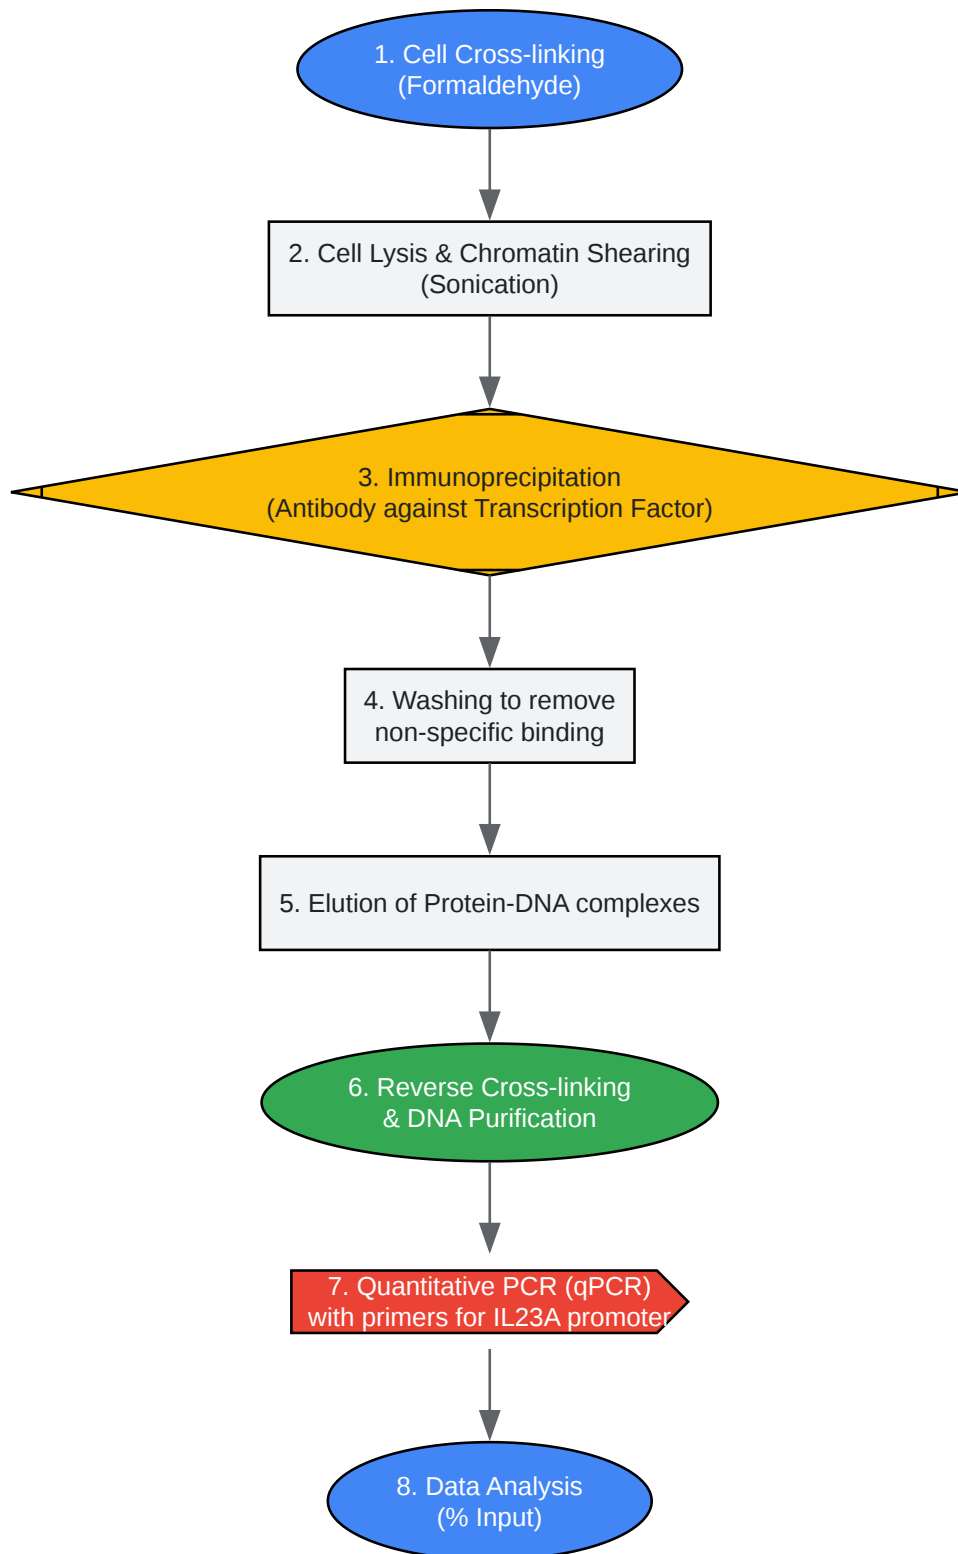 1. Cell Cross-linking
(Formaldehyde)
2. Cell Lysis & Chromatin Shearing
(Sonication)
3. Immunoprecipitation
(Antibody against Transcription Factor)
4. Washing to remove
non-specific binding
5. Elution of Protein-DNA complexes
6. Reverse Cross-linking
& DNA Purification
7. Quantitative PCR (qPCR)
with primers for IL23A promoter
8. Data Analysis
(% Input)